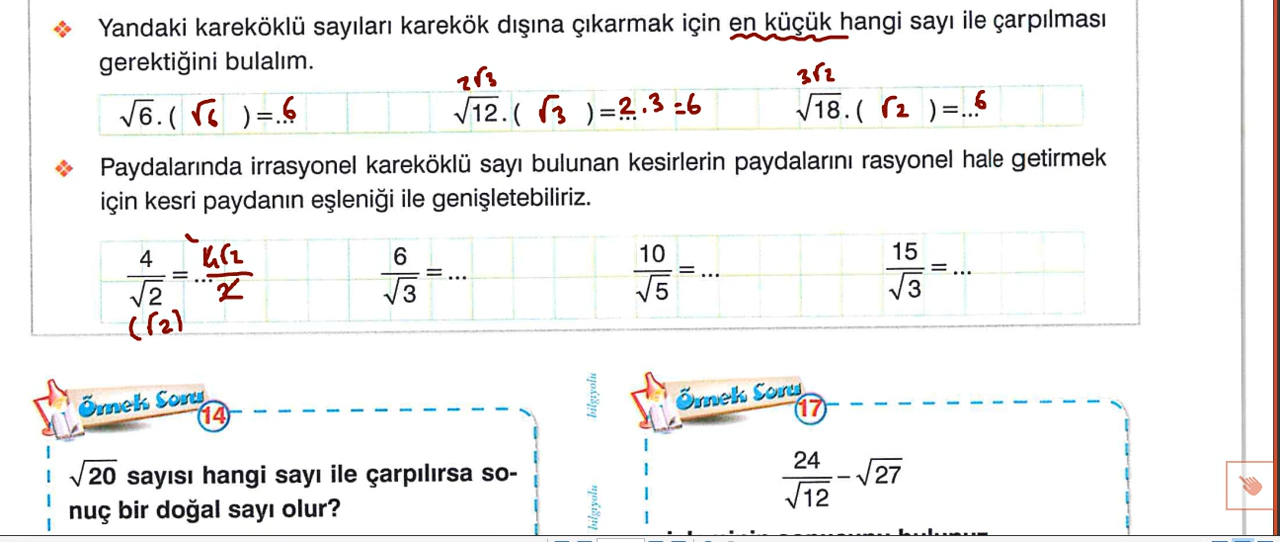 Yandaki kareköklü sayıları karekök dışına çıkarmak için en küçük hangi sayı ile çarpılması
gerektiğini bulalım.
2√3 3√2
√6 . ( √6 ) =...6 √12 . ( √3 ) =...2.3=6 √18 . ( √2 ) =...6
Paydalarında irrasyonel kareköklü sayı bulunan kesirlerin paydalarını rasyonel hale getirmek
için kesri paydanın eşleniği ile genişletebiliriz.
4/√2 = ... 4√2/2 6/√3 = ... 10/√5 = ... 15/√3 = ...
(√2)
Örnek Soru 14
√20 sayısı hangi sayı ile çarpılırsa so-
nuç bir doğal sayı olur?
bilgiyolu
bilgiyolu
Örnek Soru 17
24/√12 - √27